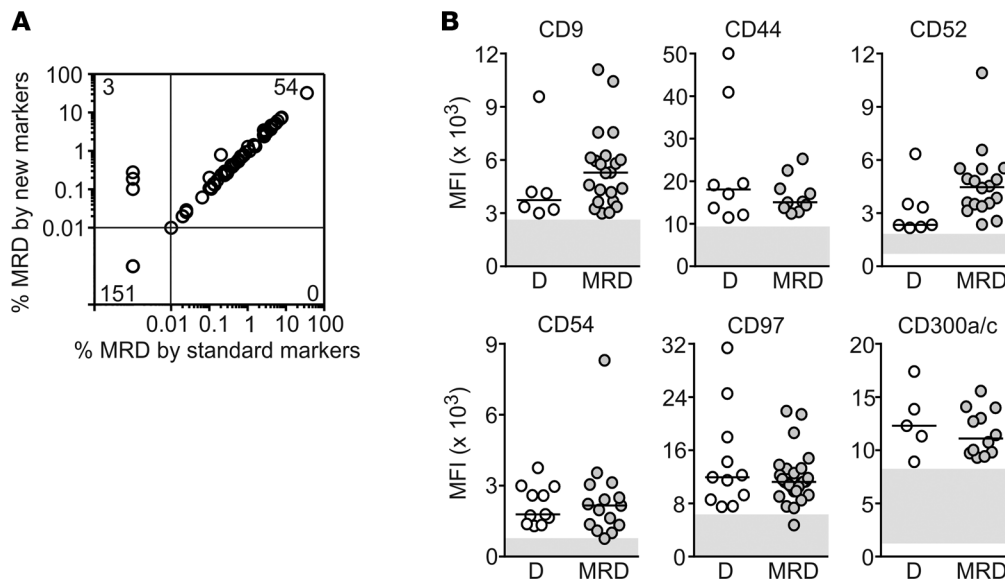 A
% MRD by new markers
100
10
1
0.1
0.01
3
54
151
0
0.01 0.1 1 10 100
% MRD by standard markers
B
CD9
MFI (x 10³)
12
9
6
3
0
D MRD
CD44
50
40
30
20
10
0
D MRD
CD52
12
9
6
3
0
D MRD
CD54
MFI (x 10³)
9
6
3
0
D MRD
CD97
32
24
16
8
0
D MRD
CD300a/c
20
15
10
5
0
D MRD